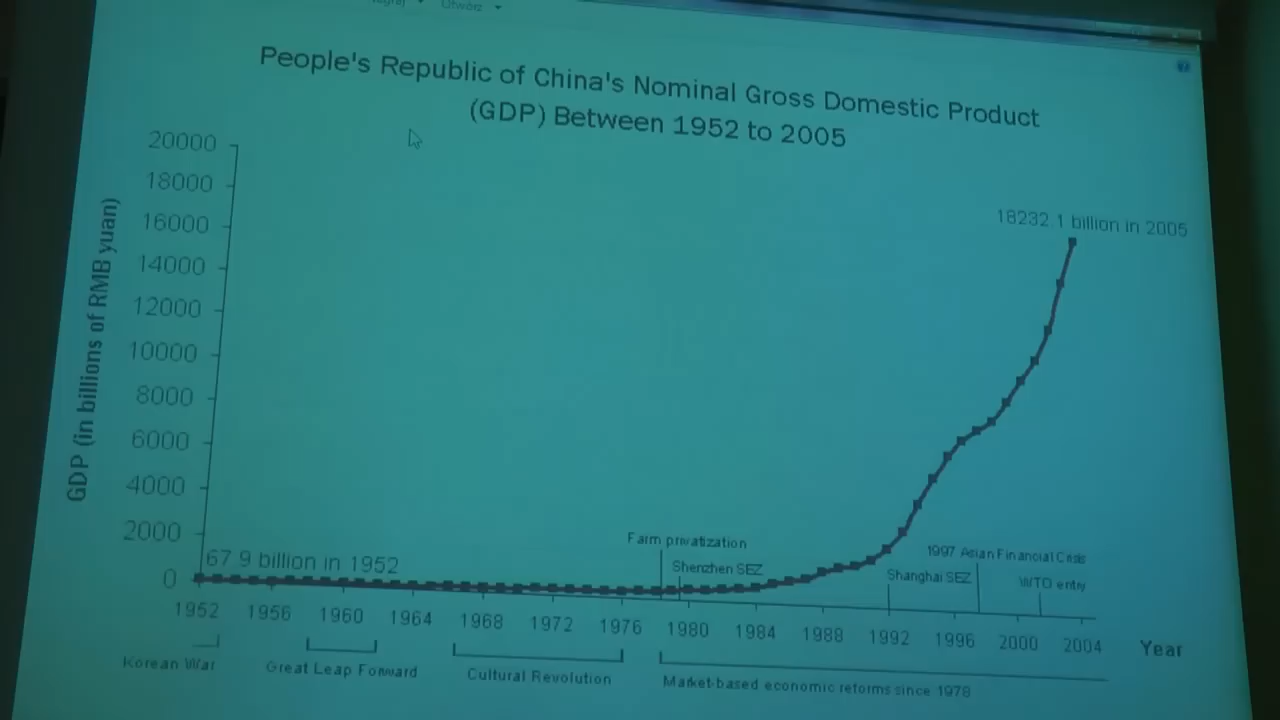 Otwórz
People's Republic of China's Nominal Gross Domestic Product
(GDP) Between 1952 to 2005
20000
18000
16000
14000
12000
10000
8000
6000
4000
2000
0
GDP (in billions of RMB yuan)
18232.1 billion in 2005
67.9 billion in 1952
Farm privatization
Shenzhen SEZ
1997 Asian Financial Crisis
Shanghai SEZ
WTO entry
1952 1956 1960 1964 1968 1972 1976 1980 1984 1988 1992 1996 2000 2004 Year
Korean War
Great Leap Forward
Cultural Revolution
Market-based economic reforms since 1978